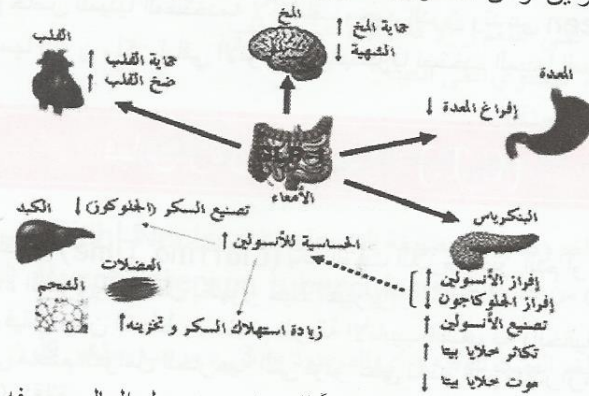 المخ
حماية المخ ↑
الشهية ↓
القلب
حماية القلب ↑
ضخ القلب ↑
المعدة
إفراغ المعدة ↓
GLP-1
الأمعاء
البنكرياس
إفراز الأنسولين ↑
إفراز الجلوكاجون ↓
تصنيع الأنسولين ↑
تكاثر خلايا بيتا ↑
موت خلايا بيتا ↓
الكبد
تصنيع السكر (الجلوكوز) ↓
الحساسية للأنسولين ↑
العضلات
الشحم
زيادة استهلاك السكر و تخزينه ↑